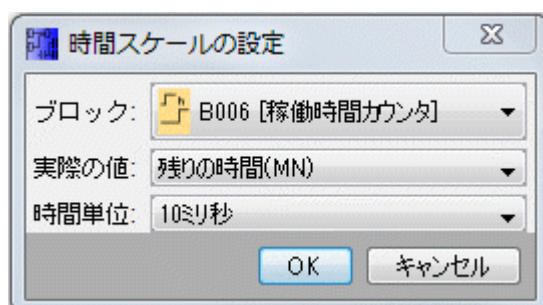 時間スケールの設定
ブロック: B006 [稼働時間カウンタ]
実際の値: 残りの時間(MN)
時間単位: 10ミリ秒
OK キャンセル